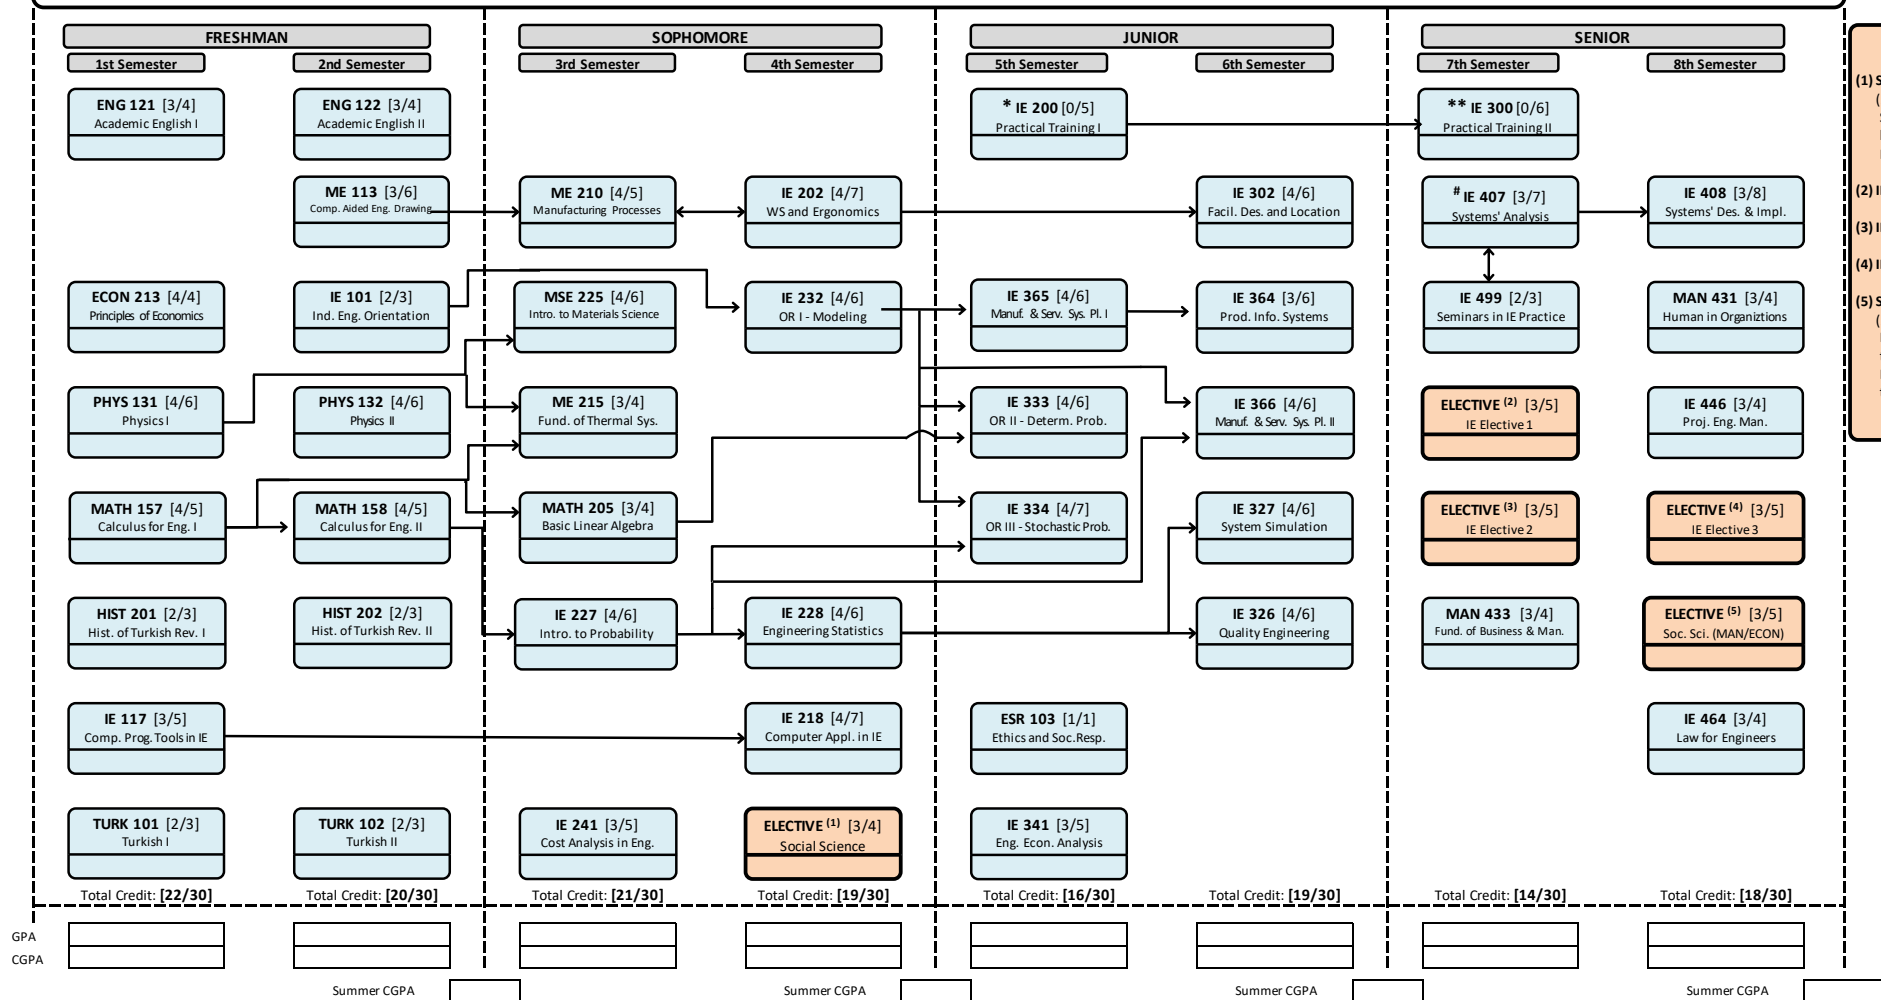 FRESHMAN
SOPHOMORE
JUNIOR
SENIOR
1st Semester
2nd Semester
3rd Semester
4th Semester
5th Semester
6th Semester
7th Semester
8th Semester
ENG 121 [3/4]
Academic English I
ENG 122 [3/4]
Academic English II
* IE 200 [0/5]
Practical Training I
** IE 300 [0/6]
Practical Training II
ME 113 [3/6]
Comp. Aided Eng. Drawing
ME 210 [4/5]
Manufacturing Processes
IE 202 [4/7]
WS and Ergonomics
IE 302 [4/6]
Facil. Des. and Location
# IE 407 [3/7]
Systems' Analysis
IE 408 [3/8]
Systems' Des. & Impl.
ECON 213 [4/4]
Principles of Economics
IE 101 [2/3]
Ind. Eng. Orientation
MSE 225 [4/6]
Intro. to Materials Science
IE 232 [4/6]
OR I - Modeling
IE 365 [4/6]
Manuf. & Serv. Sys. Pl. I
IE 364 [3/6]
Prod. Info. Systems
IE 499 [2/3]
Seminars in IE Practice
MAN 431 [3/4]
Human in Organiztions
PHYS 131 [4/6]
Physics I
PHYS 132 [4/6]
Physics II
ME 215 [3/4]
Fund. of Thermal Sys.
IE 333 [4/6]
OR II - Determ. Prob.
IE 366 [4/6]
Manuf. & Serv. Sys. Pl. II
ELECTIVE (2) [3/5]
IE Elective 1
IE 446 [3/4]
Proj. Eng. Man.
MATH 157 [4/5]
Calculus for Eng. I
MATH 158 [4/5]
Calculus for Eng. II
MATH 205 [3/4]
Basic Linear Algebra
IE 334 [4/7]
OR III - Stochastic Prob.
IE 327 [4/6]
System Simulation
ELECTIVE (3) [3/5]
IE Elective 2
ELECTIVE (4) [3/5]
IE Elective 3
HIST 201 [2/3]
Hist. of Turkish Rev. I
HIST 202 [2/3]
Hist. of Turkish Rev. II
IE 227 [4/6]
Intro. to Probability
IE 228 [4/6]
Engineering Statistics
IE 326 [4/6]
Quality Engineering
MAN 433 [3/4]
Fund. of Business & Man.
ELECTIVE (5) [3/5]
Soc. Sci. (MAN/ECON)
IE 117 [3/5]
Comp. Prog. Tools in IE
IE 218 [4/7]
Computer Appl. in IE
ESR 103 [1/1]
Ethics and Soc.Resp.
IE 464 [3/4]
Law for Engineers
TURK 101 [2/3]
Turkish I
TURK 102 [2/3]
Turkish II
IE 241 [3/5]
Cost Analysis in Eng.
ELECTIVE (1) [3/4]
Social Science
IE 341 [3/5]
Eng. Econ. Analysis
Total Credit: [22/30]
Total Credit: [20/30]
Total Credit: [21/30]
Total Credit: [19/30]
Total Credit: [16/30]
Total Credit: [19/30]
Total Credit: [14/30]
Total Credit: [18/30]
GPA
CGPA
Summer CGPA
Summer CGPA
Summer CGPA
Summer CGPA
(1)
(2)
(3)
(4)
(5)